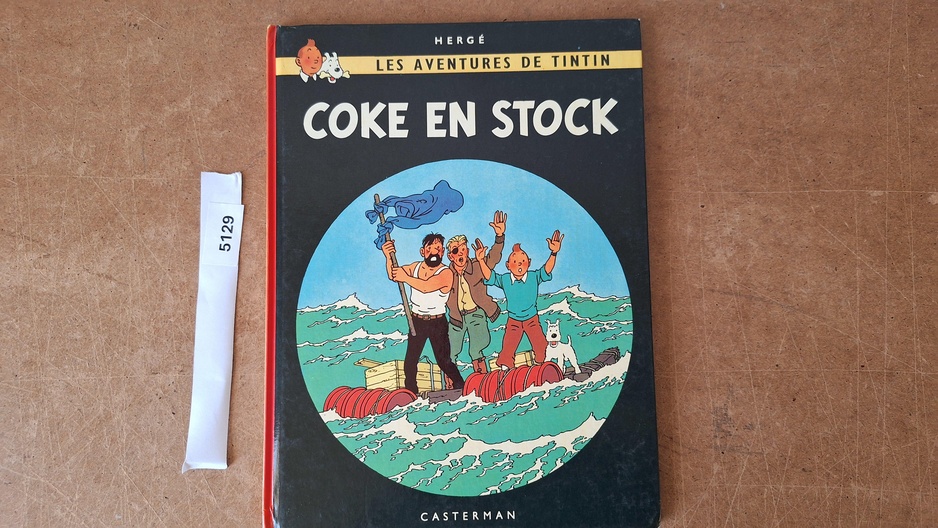 HERGÉ
LES AVENTURES DE TINTIN
COKE EN STOCK
5129
CASTERMAN